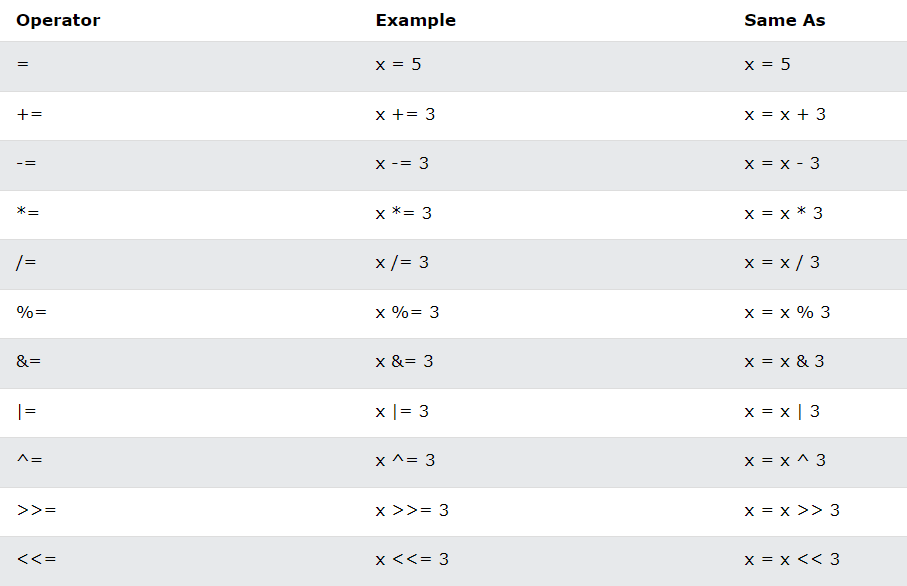 Operator Example Same As
= x = 5 x = 5
+= x += 3 x = x + 3
-= x -= 3 x = x - 3
*= x *= 3 x = x * 3
/= x /= 3 x = x / 3
%= x %= 3 x = x % 3
&= x &= 3 x = x & 3
|= x |= 3 x = x | 3
^= x ^= 3 x = x ^ 3
>>= x >>= 3 x = x >> 3
<<= x <<= 3 x = x << 3